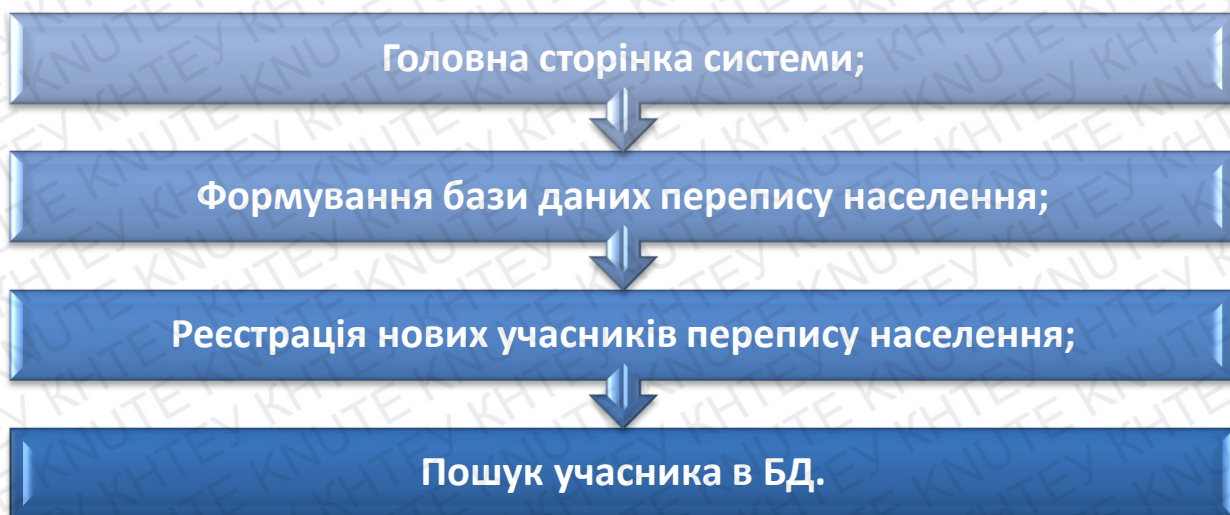 Головна сторінка системи;
Формування бази даних перепису населення;
Реєстрація нових учасників перепису населення;
Пошук учасника в БД.